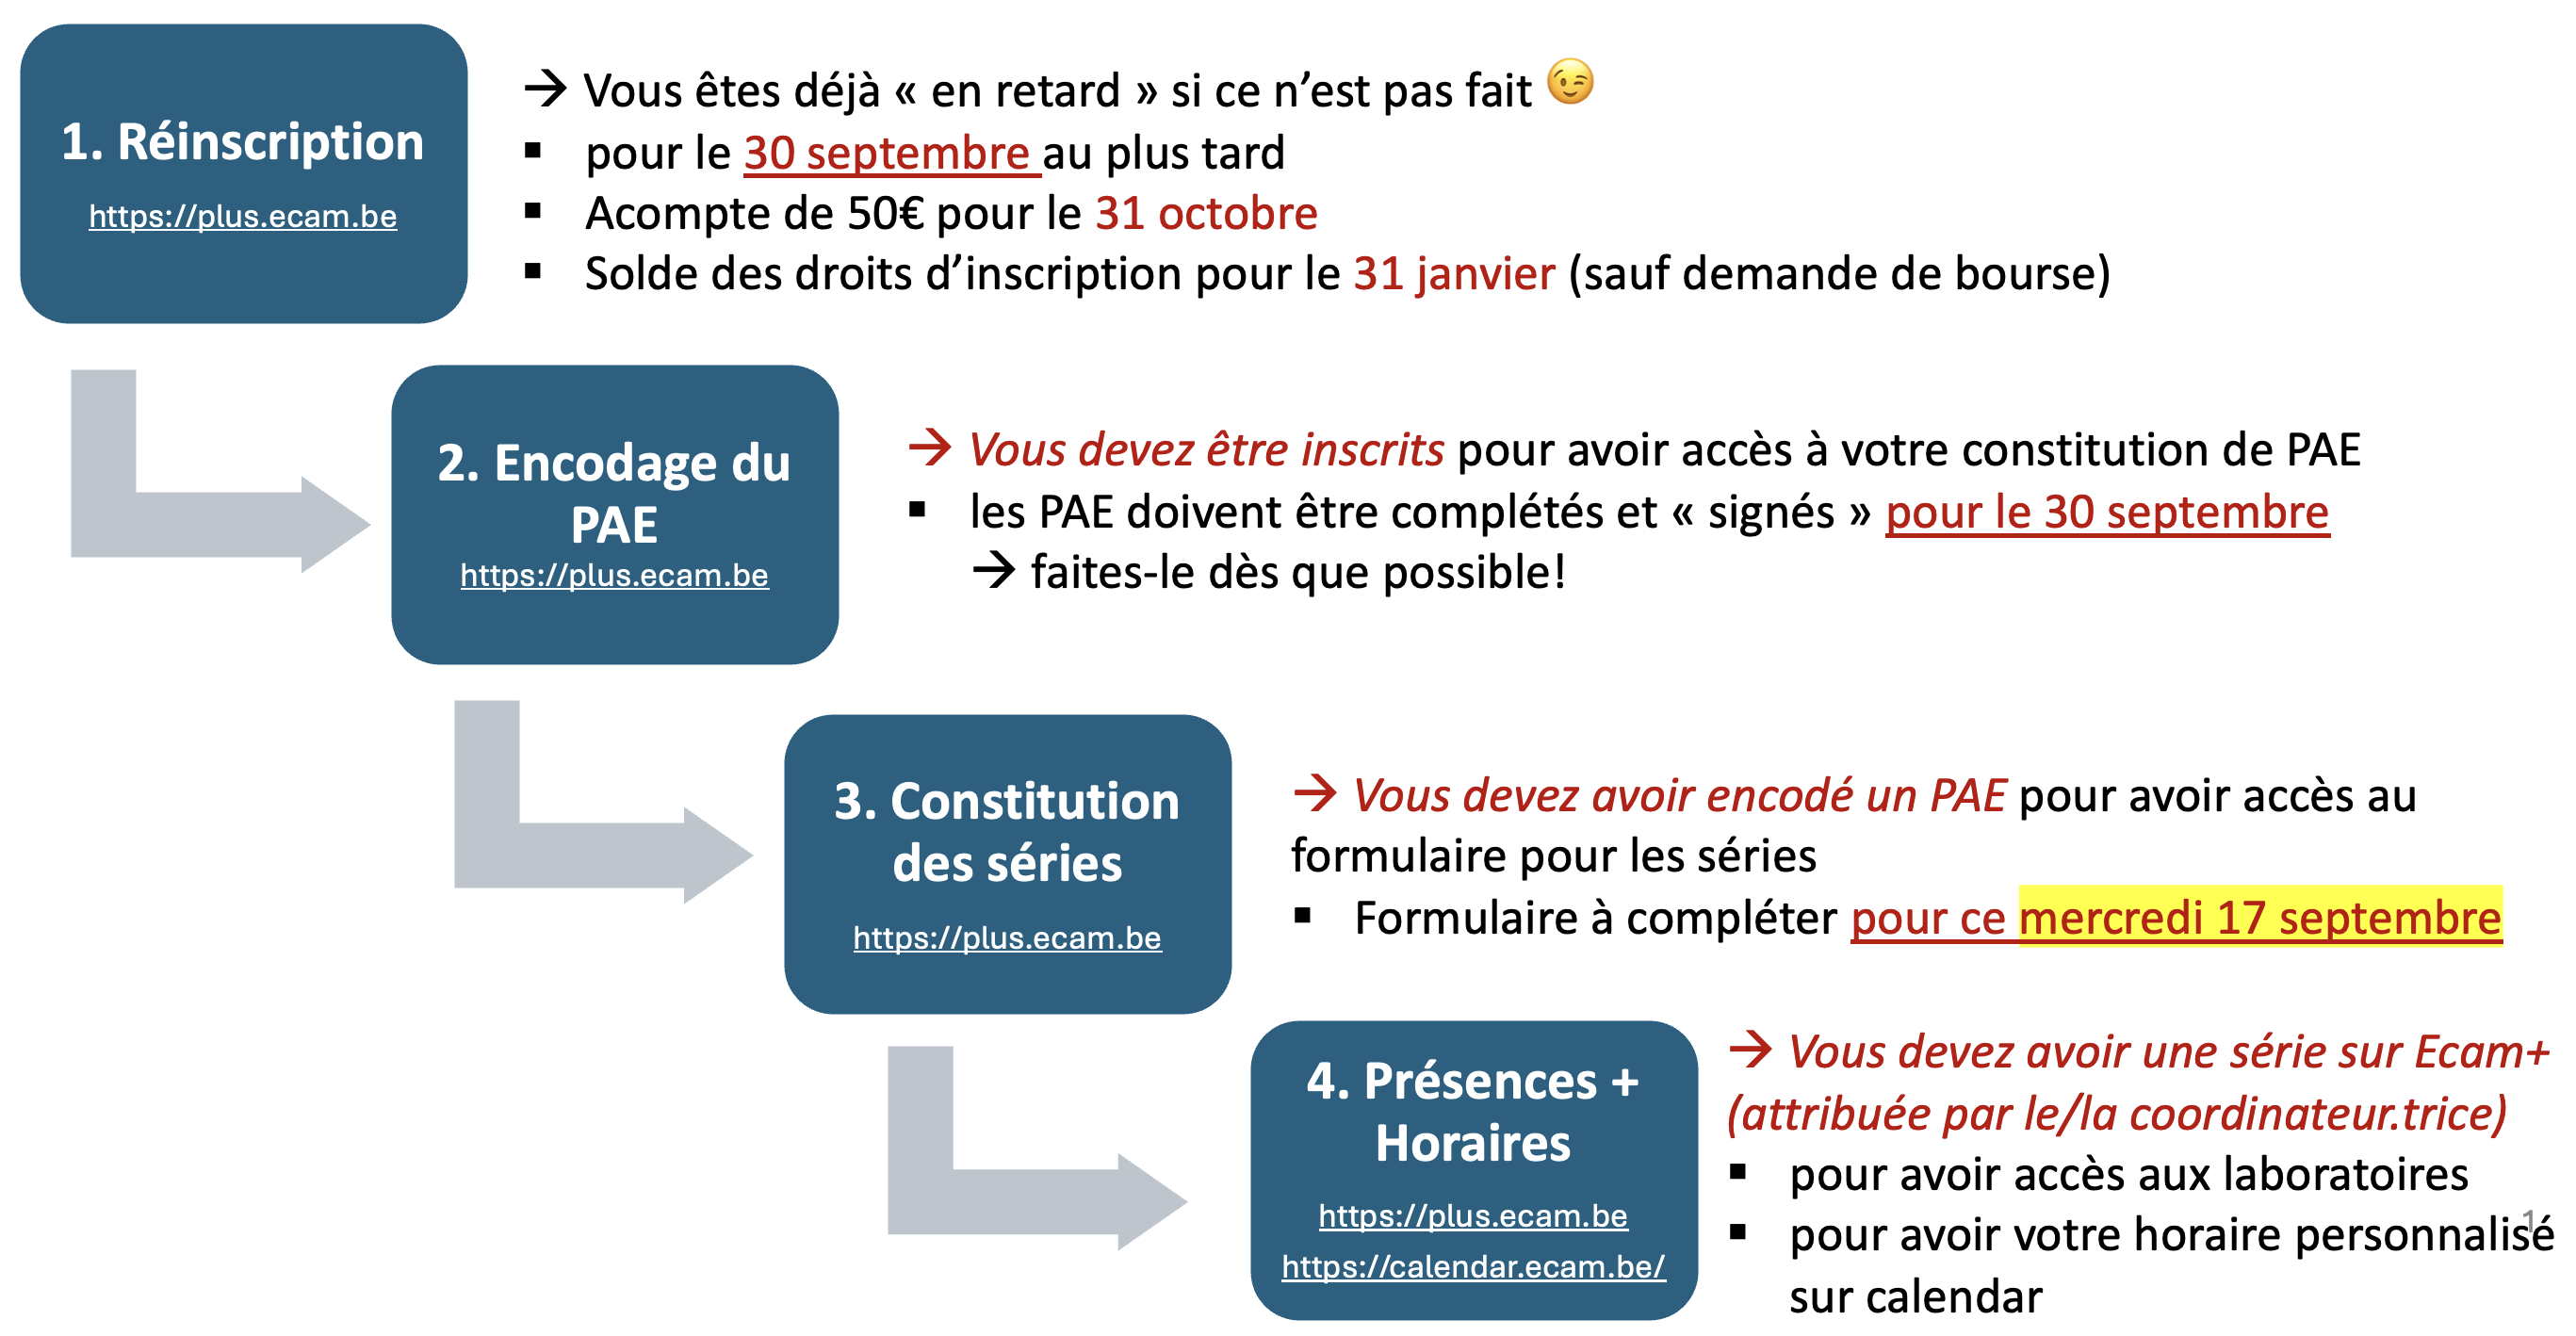 1. Réinscription
https://plus.ecam.be
→ Vous êtes déjà « en retard » si ce n’est pas fait 😉
▪ pour le 30 septembre au plus tard
▪ Acompte de 50€ pour le 31 octobre
▪ Solde des droits d’inscription pour le 31 janvier (sauf demande de bourse)
2. Encodage du
PAE
https://plus.ecam.be
→ Vous devez être inscrits pour avoir accès à votre constitution de PAE
▪ les PAE doivent être complétés et « signés » pour le 30 septembre
→ faites-le dès que possible!
3. Constitution
des séries
https://plus.ecam.be
→ Vous devez avoir encodé un PAE pour avoir accès au
formulaire pour les séries
▪ Formulaire à compléter pour ce mercredi 17 septembre
4. Présences +
Horaires
https://plus.ecam.be
https://calendar.ecam.be/
→ Vous devez avoir une série sur Ecam+
(attribuée par le/la coordinateur.trice)
▪ pour avoir accès aux laboratoires
▪ pour avoir votre horaire personnalisé
sur calendar
1